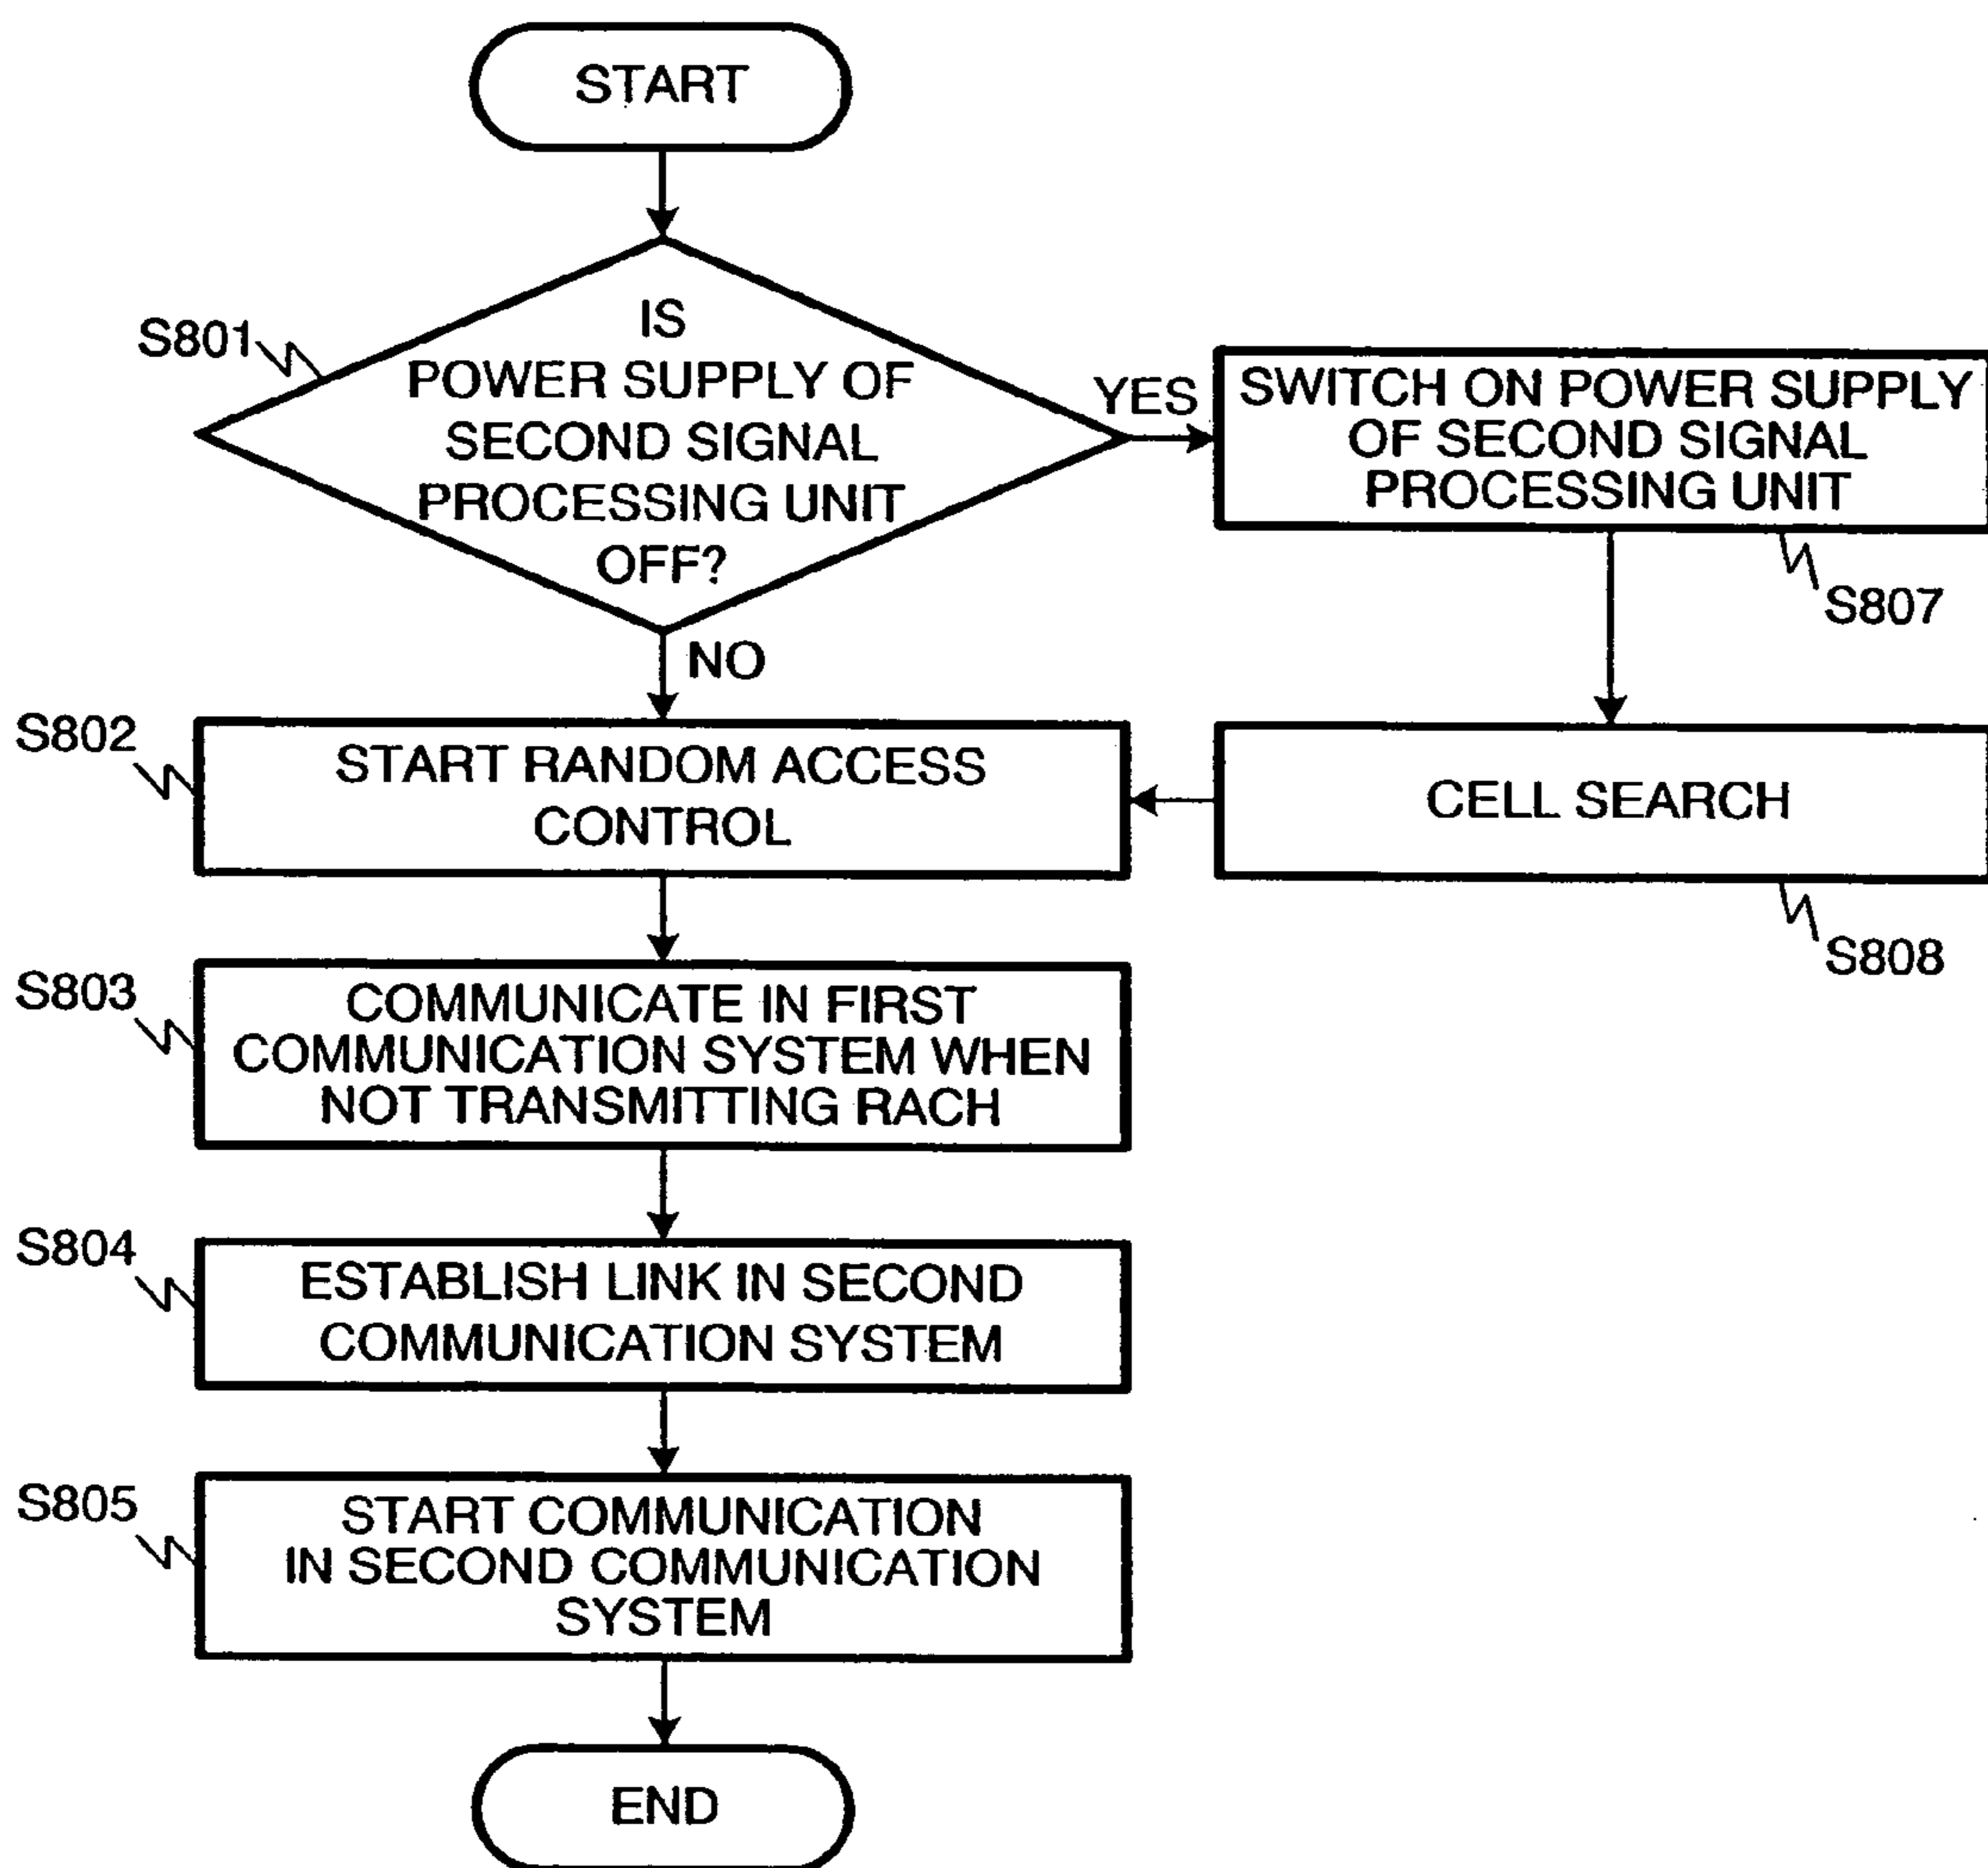 START
S801
IS
POWER SUPPLY OF
SECOND SIGNAL
PROCESSING UNIT
OFF?
YES
SWITCH ON POWER SUPPLY
OF SECOND SIGNAL
PROCESSING UNIT
S807
NO
S802
START RANDOM ACCESS
CONTROL
CELL SEARCH
S808
S803
COMMUNICATE IN FIRST
COMMUNICATION SYSTEM WHEN
NOT TRANSMITTING RACH
S804
ESTABLISH LINK IN SECOND
COMMUNICATION SYSTEM
S805
START COMMUNICATION
IN SECOND COMMUNICATION
SYSTEM
END